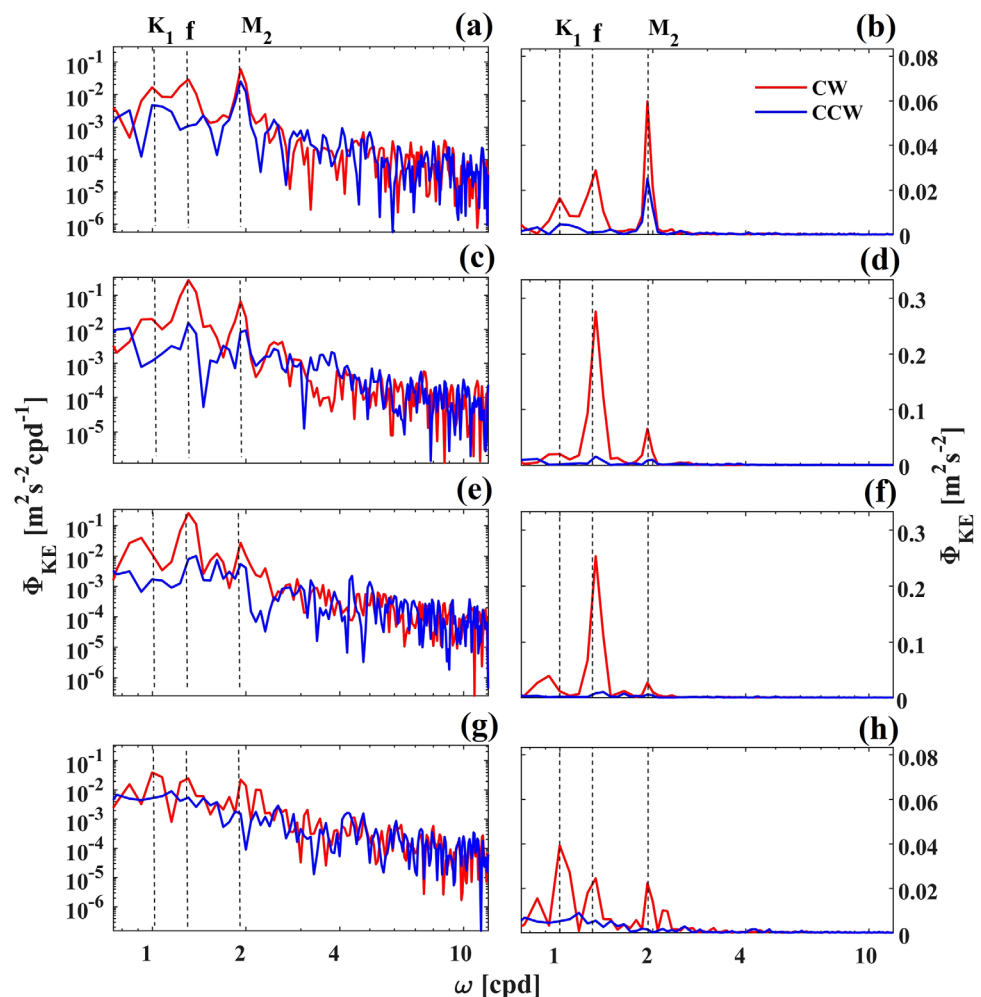 K₁ f M₂ (a)
10⁻¹
10⁻²
10⁻³
10⁻⁴
10⁻⁵
10⁻⁶
K₁ f M₂ (b)
0.08
0.06
0.04
0.02
0
CW
CCW
(c)
10⁻¹
10⁻²
10⁻³
10⁻⁴
10⁻⁵
(d)
0.3
0.2
0.1
0
(e)
10⁻¹
10⁻²
10⁻³
10⁻⁴
10⁻⁵
10⁻⁶
(f)
0.3
0.2
0.1
0
(g)
10⁻¹
10⁻²
10⁻³
10⁻⁴
10⁻⁵
10⁻⁶
1 2 4 10
(h)
0.08
0.06
0.04
0.02
0
1 2 4 10
Φ_KE [m²s⁻²cpd⁻¹]
Φ_KE [m²s⁻²]
ω [cpd]